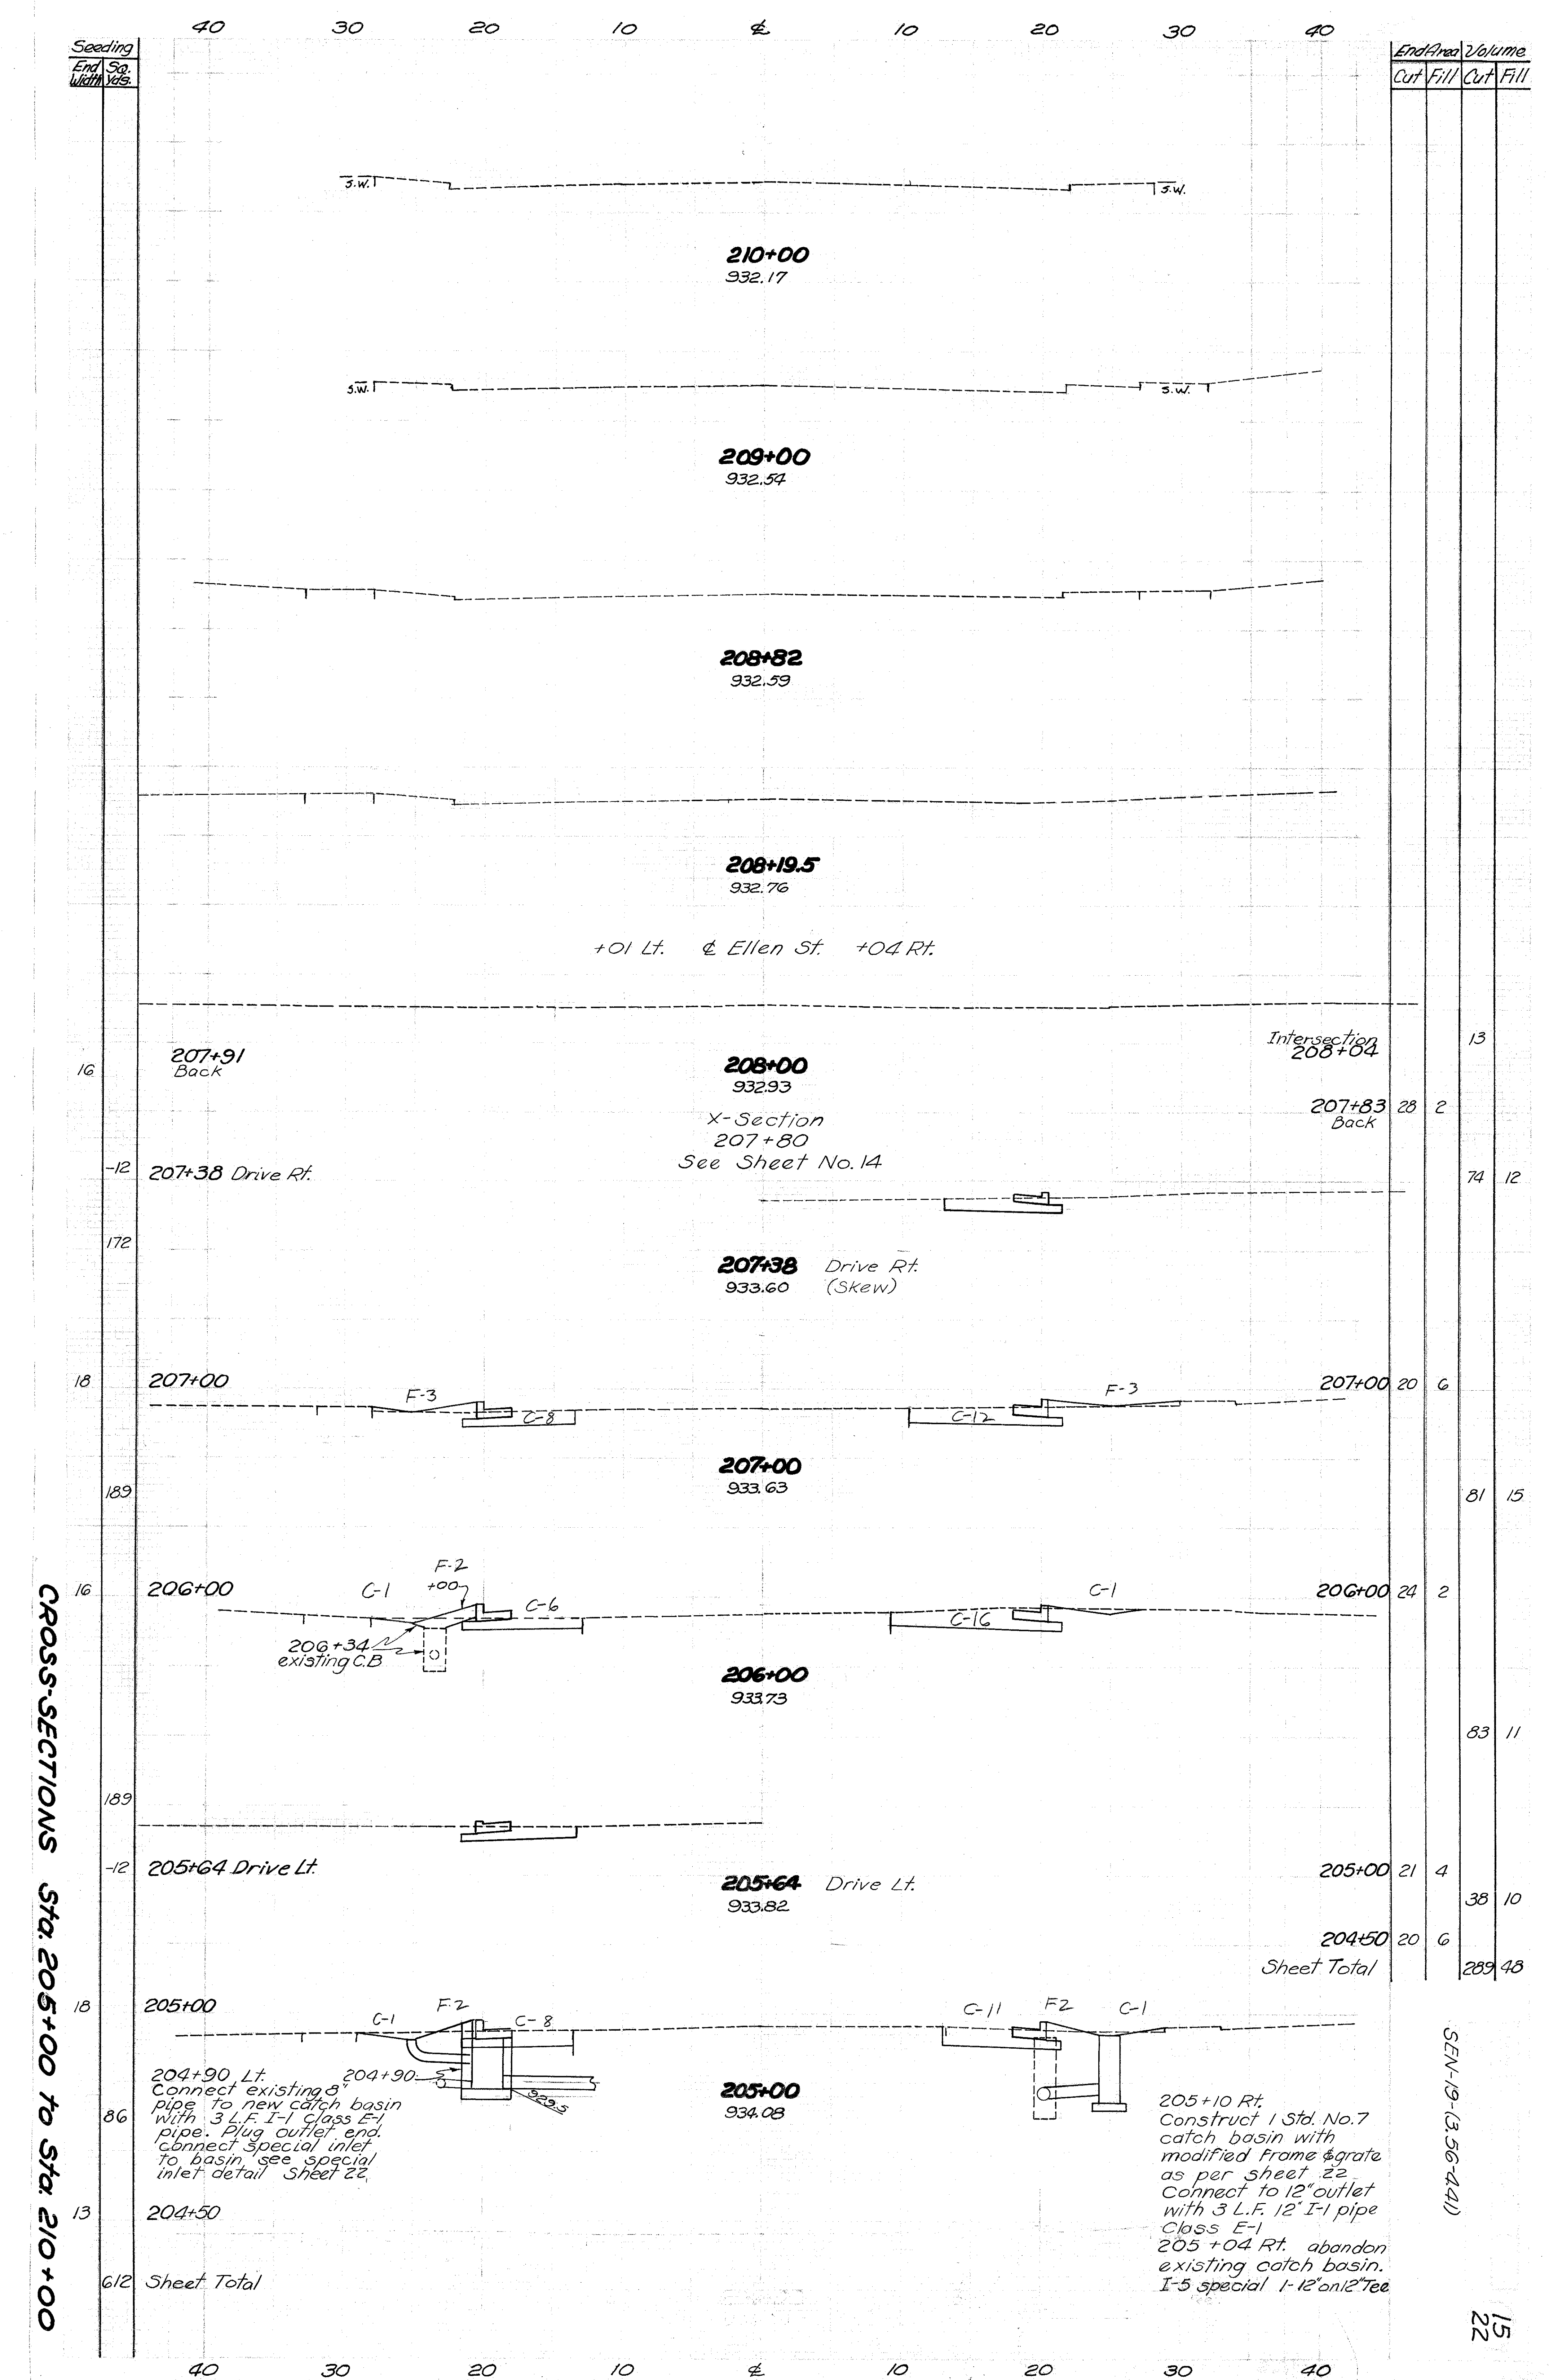 40 30 20 10 ℄ 10 20 30 40
Seeding
End Width Sq. Yds.
End Area Volume
Cut Fill Cut Fill
S.W. S.W.
210+00
932.17
S.W. S.W.
209+00
932.54
208+82
932.59
208+19.5
932.76
+01 Lt. ℄ Ellen St. +04 Rt.
Intersection 13
208+04
207+91
Back
16
208+00
932.93
207+83 28 2
Back
X-Section
207+80
See Sheet No. 14
-12 207+38 Drive Rt.
74 12
172
207+38 Drive Rt.
933.60 (Skew)
18 207+00
207+00 20 6
F-3 F-3
C-8 C-12
207+00
933.63
189
81 15
F-2
+00
16 206+00 C-1
C-6 C-1
206+00 24 2
C-16
206+34
existing C.B
206+00
933.73
83 11
189
-12 205+64 Drive Lt.
205+00 21 4
205+64 Drive Lt.
933.82
38 10
204+50 20 6
Sheet Total 289 48
18 205+00
C-1 F-2 C-8
C-11 F2 C-1
204+90 Lt.
Connect existing 8"
pipe to new catch basin
with 3 L.F. I-1 Class E-1
pipe. Plug outlet end.
connect special inlet
to basin, see special
inlet detail Sheet 22.
204+90
929.5
205+00
934.08
86
205+10 Rt.
Construct 1 Std. No.7
catch basin with
modified Frame & grate
as per sheet 22
Connect to 12" outlet
with 3 L.F. 12" I-1 pipe
Class E-1
205+04 Rt. abandon
existing catch basin.
I-5 special 1-12" on 12" Tee
13 204+50
612 Sheet Total
40 30 20 10 ℄ 10 20 30 40
CROSS-SECTIONS Sta. 205+00 to Sta. 210+00
SEN-19-(3.56-4.41)
15
22